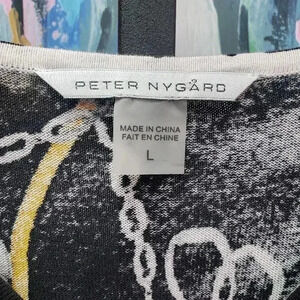 PETER NYGÅRD
MADE IN CHINA
FAIT EN CHINE
L